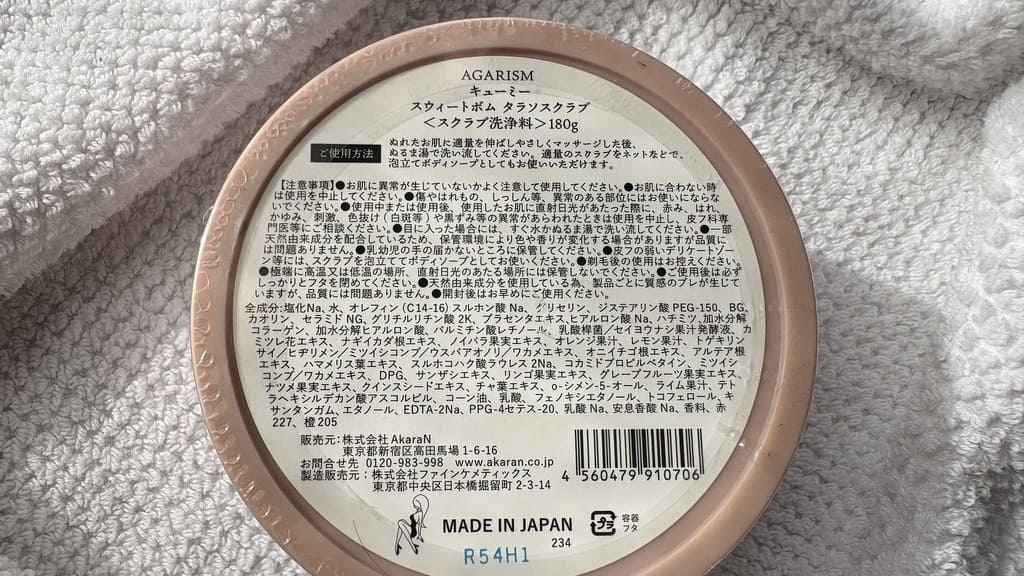 AGARISM
キューミー
スウィートボム タラソスクラブ
＜スクラブ洗浄料＞180g
ご使用方法
ぬれたお肌に適量を伸ばしやさしくマッサージした後、
ぬるま湯で洗い流してください。適量のスクラブをネットなどで、
泡立てボディソープとしてもお使いいただけます。
【注意事項】●お肌に異常が生じていないかよく注意して使用してください。●お肌に合わない時
は使用を中止してください。●傷やはれもの、しっしん等、異常のある部位にはお使いにならな
いでください。●使用中または使用後、使用したお肌に直射日光があたった際に、赤み、はれ、
かゆみ、刺激、色抜け(白斑等)や黒ずみ等の異常があらわれたときは使用を中止し、皮フ科専
門医等にご相談ください。●目に入った場合には、すぐ水かぬるま湯で洗い流してください。●一部
天然由来成分を配合しているため、保管環境により色や香りが変化する場合がありますが品質に
は問題ありません。●乳幼児の手の届かないところに保管してください。●皮フが弱いデリケートゾー
ン等には、スクラブを泡立ててボディソープとしてお使いください。●剃毛後の使用はお控えください。
●極端に高温又は低温の場所、直射日光のあたる場所には保管しないでください。●ご使用後は必ず
しっかりとフタを閉めてください。●天然由来成分を使用している為、製品ごとに質感のブレが生じて
いますが、品質には問題ありません。●開封後はお早めにご使用ください。
全成分:塩化Na、水、オレフィン(C14-16)スルホン酸Na、グリセリン、ジステアリン酸PEG-150、BG、
カオリン、セラミドNG、グリチルリチン酸2K、プラセンタエキス、ヒアルロン酸Na、ハチミツ、加水分解
コラーゲン、加水分解ヒアルロン酸、パルミチン酸レチノール、乳酸桿菌／セイヨウナシ果汁発酵液、カ
ミツレ花エキス、ナギイカダ根エキス、ノイバラ果実エキス、オレンジ果汁、レモン果汁、トゲキリン
サイ／ヒヂリメン／ミツイシコンブ／ウスバアオノリ／ワカメエキス、オニイチゴ根エキス、アルテア根
エキス、ハマメリス葉エキス、スルホコハク酸ラウレス2Na、コカミドプロピルベタイン、ミツイシ
コンブ／ワカメエキス、DPG、サンザシエキス、リンゴ果実エキス、グレープフルーツ果実エキス、
ナツメ果実エキス、クインスシードエキス、チャ葉エキス、o-シメン-5-オール、ライム果汁、テト
ラヘキシルデカン酸アスコルビル、コーン油、乳酸、フェノキシエタノール、トコフェロール、キ
サンタンガム、エタノール、EDTA-2Na、PPG-4セテス-20、乳酸Na、安息香酸Na、香料、赤
227、橙205
販売元:株式会社AkaraN
東京都新宿区高田馬場1-6-16
お問合せ先 0120-983-998 www.akaran.co.jp
製造販売元:株式会社ファインケメティックス
東京都中央区日本橋堀留町2-3-14
4 560479 910706
MADE IN JAPAN
プラ
容器
フタ
234
R54H1